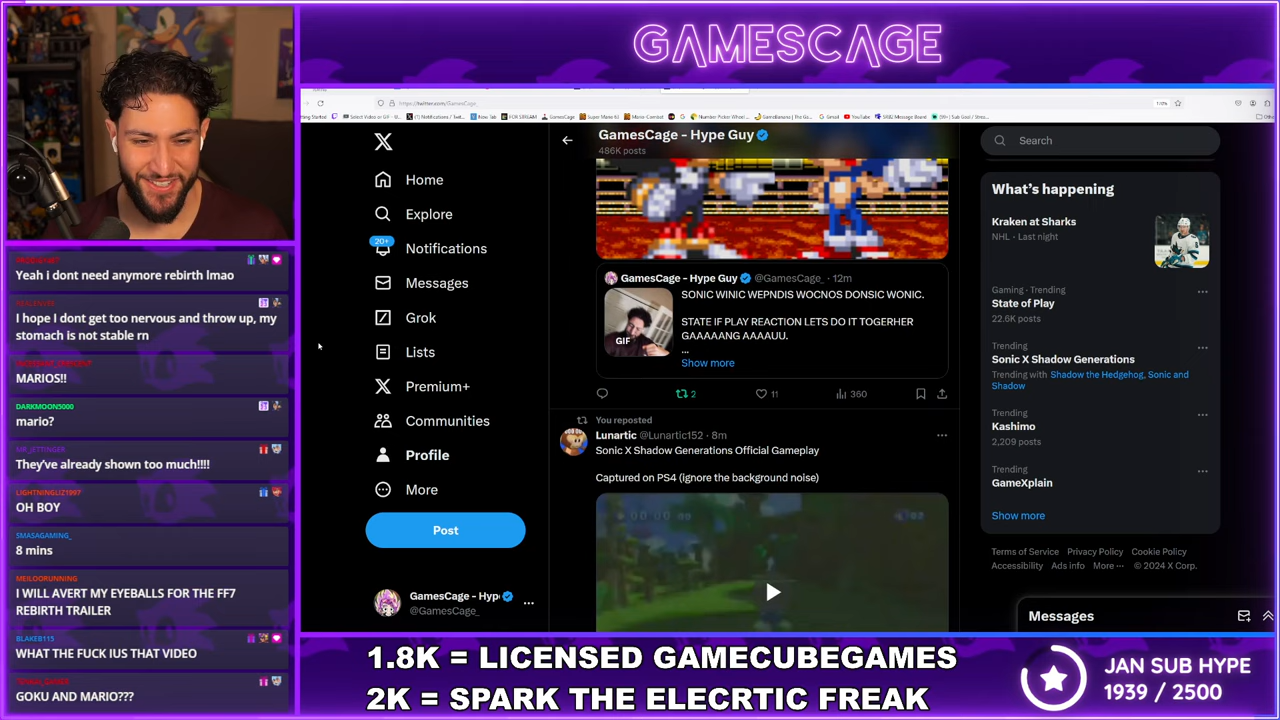 GAMESCAGE
https://twitter.com/GamesCage_
Home
Explore
20+
Notifications
Messages
Grok
Lists
Premium+
Communities
Profile
More
Post
GamesCage - Hyp
@GamesCage_
GamesCage - Hype Guy
486K posts
GamesCage - Hype Guy @GamesCage_ · 12m
SONIC WINIC WEPNDIS WOCNOS DONSIC WONIC.
STATE IF PLAY REACTION LETS DO IT TOGERHER
GAAAAANG AAAAUU.
...
GIF
Show more
2
11
360
You reposted
Lunartic @Lunartic152 · 8m
Sonic X Shadow Generations Official Gameplay
Captured on PS4 (ignore the background noise)
Search
What's happening
Kraken at Sharks
NHL · Last night
Gaming · Trending
State of Play
22.6K posts
Trending
Sonic X Shadow Generations
Trending with Shadow the Hedgehog, Sonic and
Shadow
Trending
Kashimo
2,209 posts
Trending
GameXplain
Show more
Terms of Service Privacy Policy Cookie Policy
Accessibility Ads info More ··· © 2024 X Corp.
Messages
Yeah i dont need anymore rebirth lmao
I hope I dont get too nervous and throw up, my
stomach is not stable rn
MARIOS!!
DARKMOON5000
mario?
MR_JETTINGER
They've already shown too much!!!!
LIGHTNINGLIZ1997
OH BOY
SMASAGAMING_
8 mins
MEILOORUNNING
I WILL AVERT MY EYEBALLS FOR THE FF7
REBIRTH TRAILER
BLAKEB115
WHAT THE FUCK IUS THAT VIDEO
GOKU AND MARIO???
1.8K = LICENSED GAMECUBEGAMES
2K = SPARK THE ELECRTIC FREAK
JAN SUB HYPE
1939 / 2500